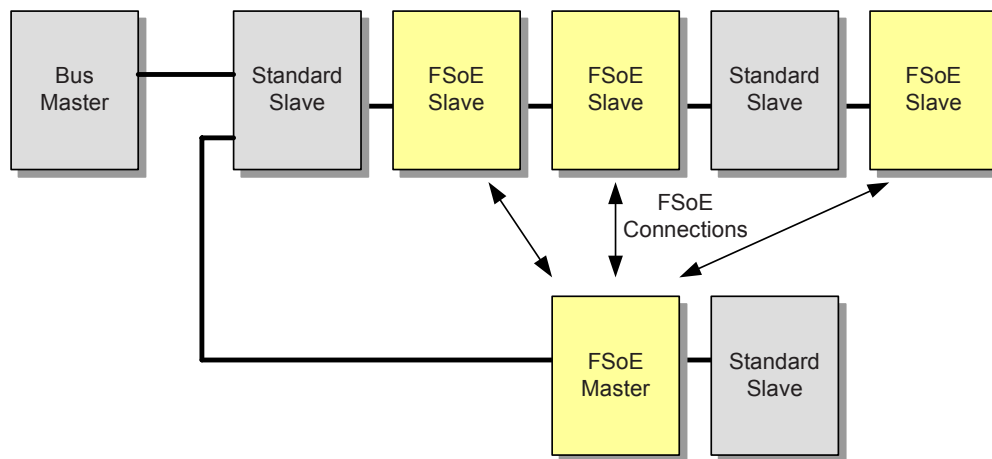 Bus
Master
Standard
Slave
FSoE
Slave
FSoE
Slave
Standard
Slave
FSoE
Slave
FSoE
Connections
FSoE
Master
Standard
Slave